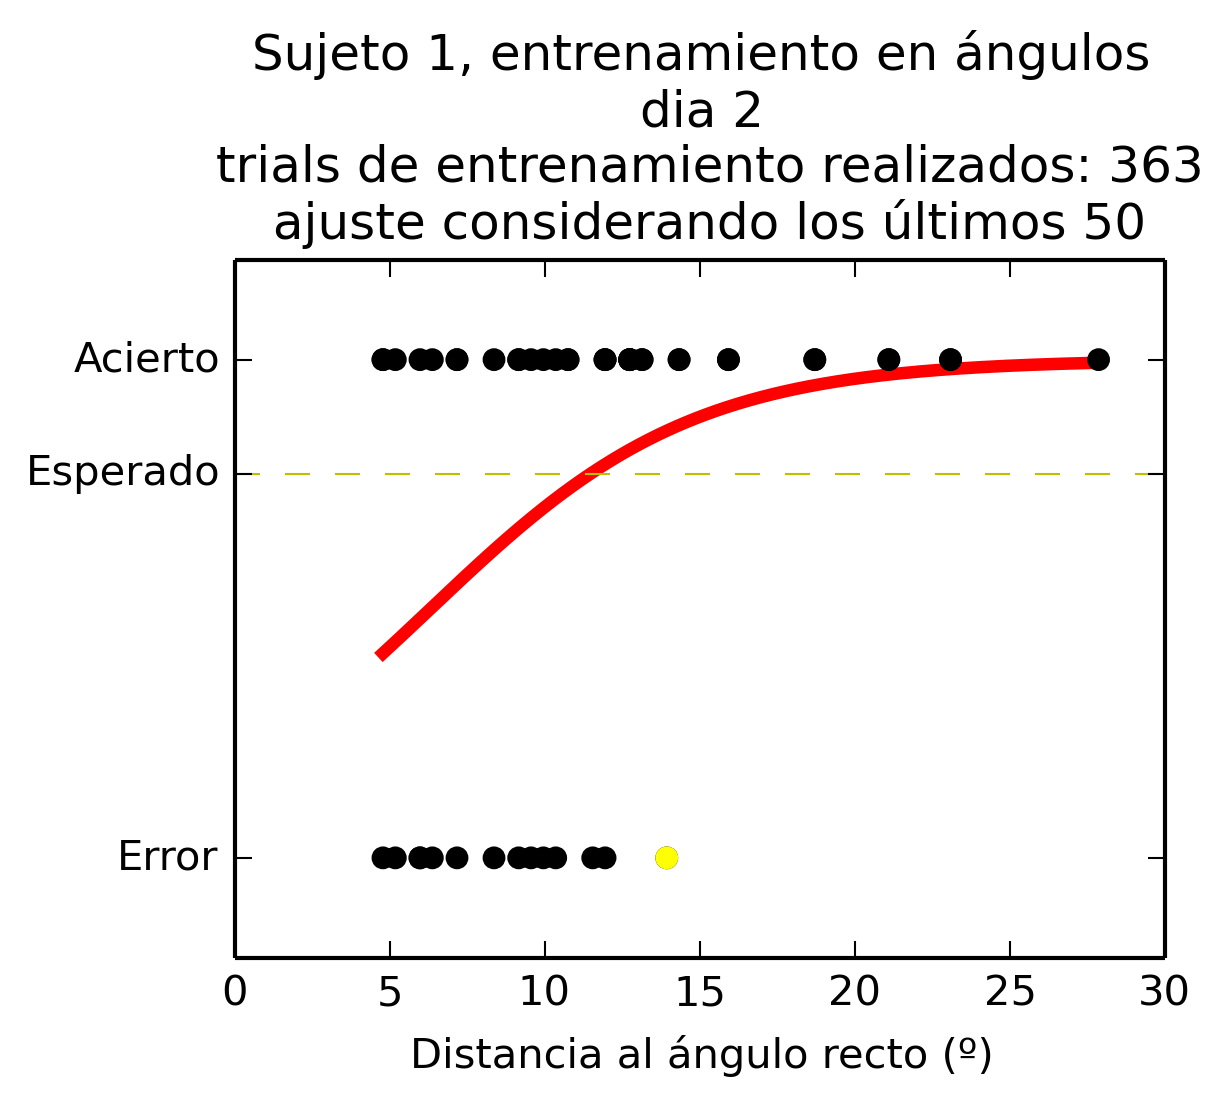 Sujeto 1, entrenamiento en ángulos
dia 2
trials de entrenamiento realizados: 363
ajuste considerando los últimos 50
Acierto
Esperado
Error
0 5 10 15 20 25 30
Distancia al ángulo recto (º)